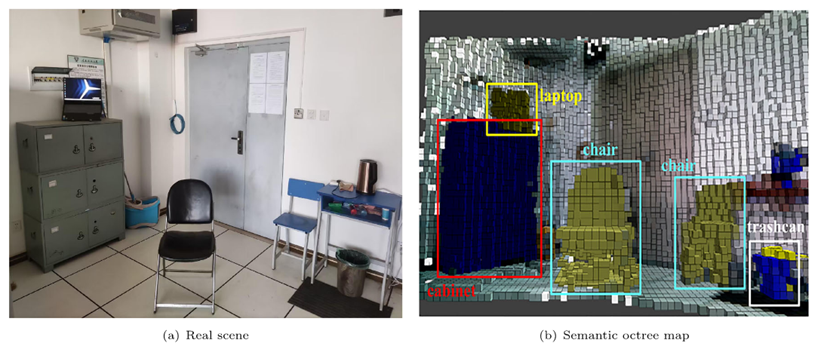 laptop
chair
chair
trashcan
cabinet
(a) Real scene
(b) Semantic octree map